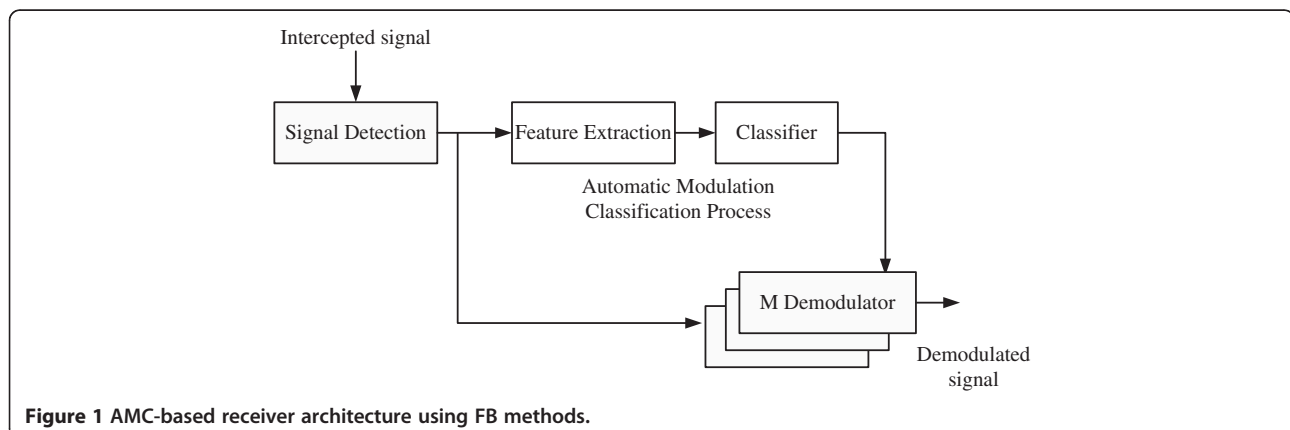 Intercepted signal
Signal Detection
Feature Extraction
Classifier
Automatic Modulation
Classification Process
M Demodulator
Demodulated
signal
Figure 1 AMC-based receiver architecture using FB methods.